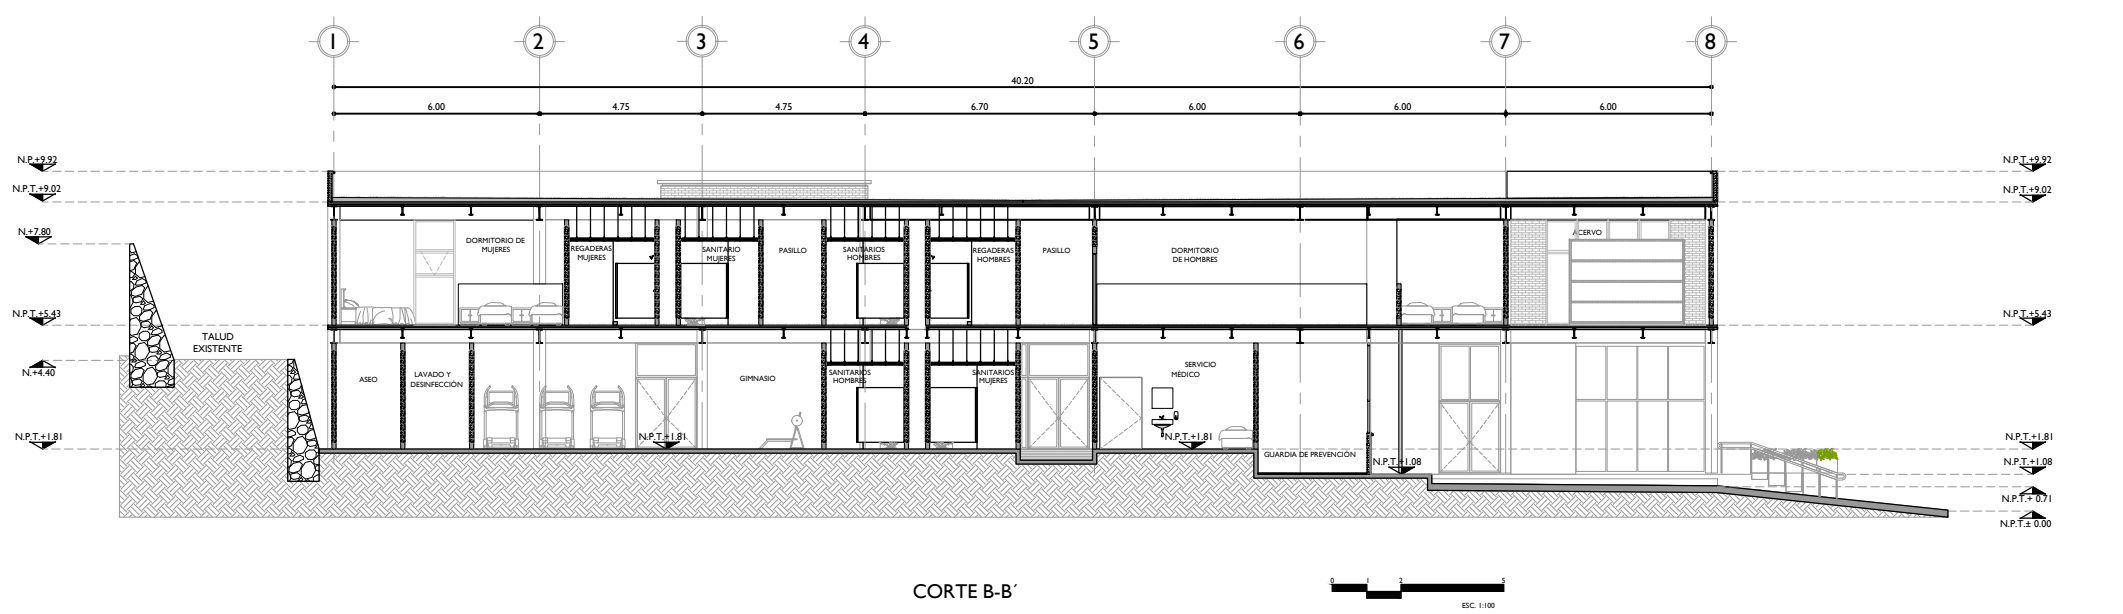 1 2 3 4 5 6 7 8
40.20
6.00 4.75 4.75 6.70 6.00 6.00 6.00
N.P.+9.92 N.P.T.+9.92
N.P.T.+9.02 N.P.T.+9.02
N.+7.80
DORMITORIO DE
MUJERES
REGADERAS
MUJERES
SANITARIO
MUJERES
PASILLO
SANITARIOS
HOMBRES
REGADERAS
HOMBRES
PASILLO
DORMITORIO
DE HOMBRES
ACERVO
N.P.T.+5.43 N.P.T.+5.43
TALUD
EXISTENTE
N.+4.40
ASEO
LAVADO Y
DESINFECCIÓN
GIMNASIO
SANITARIOS
HOMBRES
SANITARIOS
MUJERES
SERVICIO
MÉDICO
N.P.T.+1.81 N.P.T.+1.81 N.P.T.+1.81 N.P.T.+1.81
GUARDIA DE PREVENCIÓN
N.P.T.+1.08 N.P.T.+1.08
N.P.T.+ 0.71
N.P.T.± 0.00
CORTE B-B´
0 1 2 5
ESC. 1:100